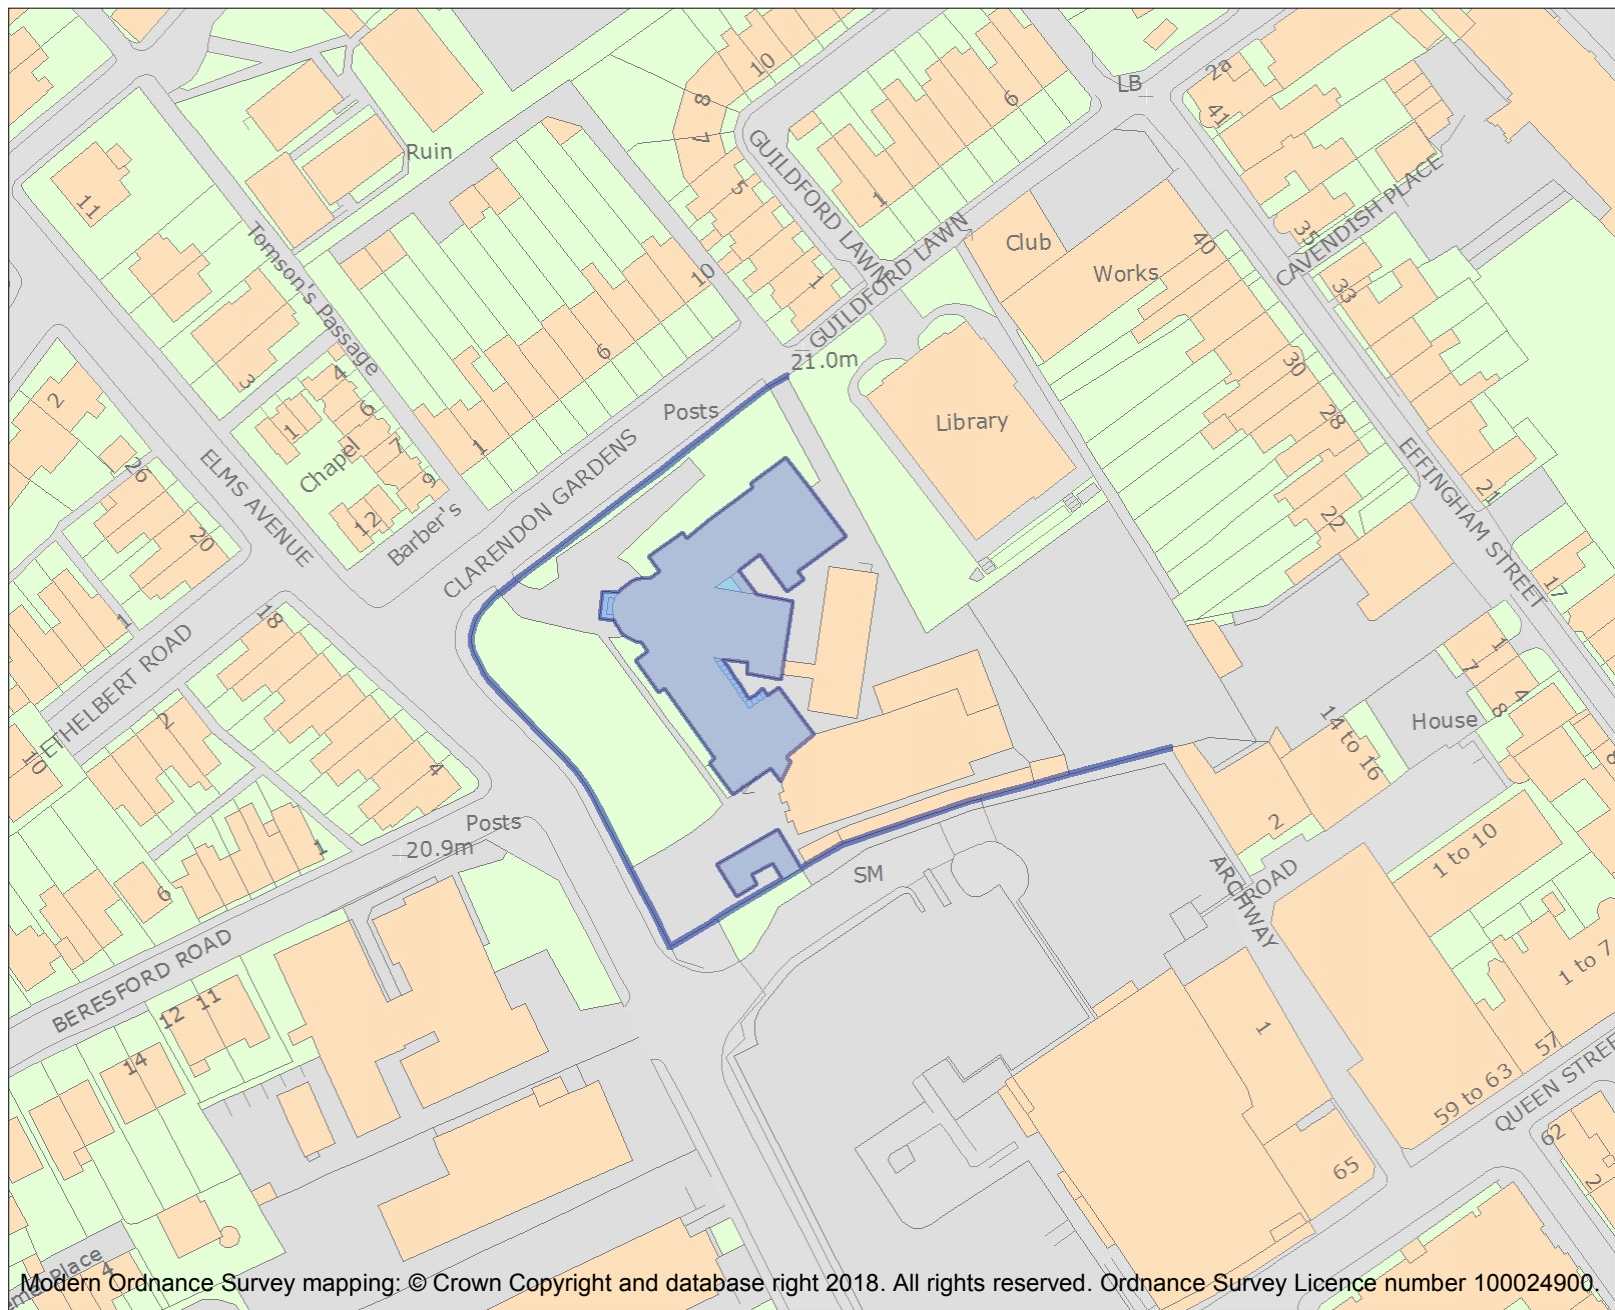 10
8
7
6
LB
2a
41
Ruin
GUILDFORD LAWN
11
5
1
CAVENDISH PLACE
35
Tomson's Passage
Club
40
Works
10
33
1
GUILDFORD LAWN
21.0m
6
30
3
4
2
6
Posts
Library
28
1
7
Chapel
1
9
EFFINGHAM STREET
26
ELMS AVENUE
CLARENDON GARDENS
21
12
Barber's
22
20
17
18
1
ETHELBERT ROAD
1
7
4
8
2
14 to 16
House
10
4
8
Posts
20.9m
1
2
1 to 10
6
SM
ARCHWAY
ROAD
BERESFORD ROAD
1 to 7
12
11
1
57
14
59 to 63
QUEEN STREE
62
65
2
Place
4
Modern Ordnance Survey mapping: © Crown Copyright and database right 2018. All rights reserved. Ordnance Survey Licence number 100024900.